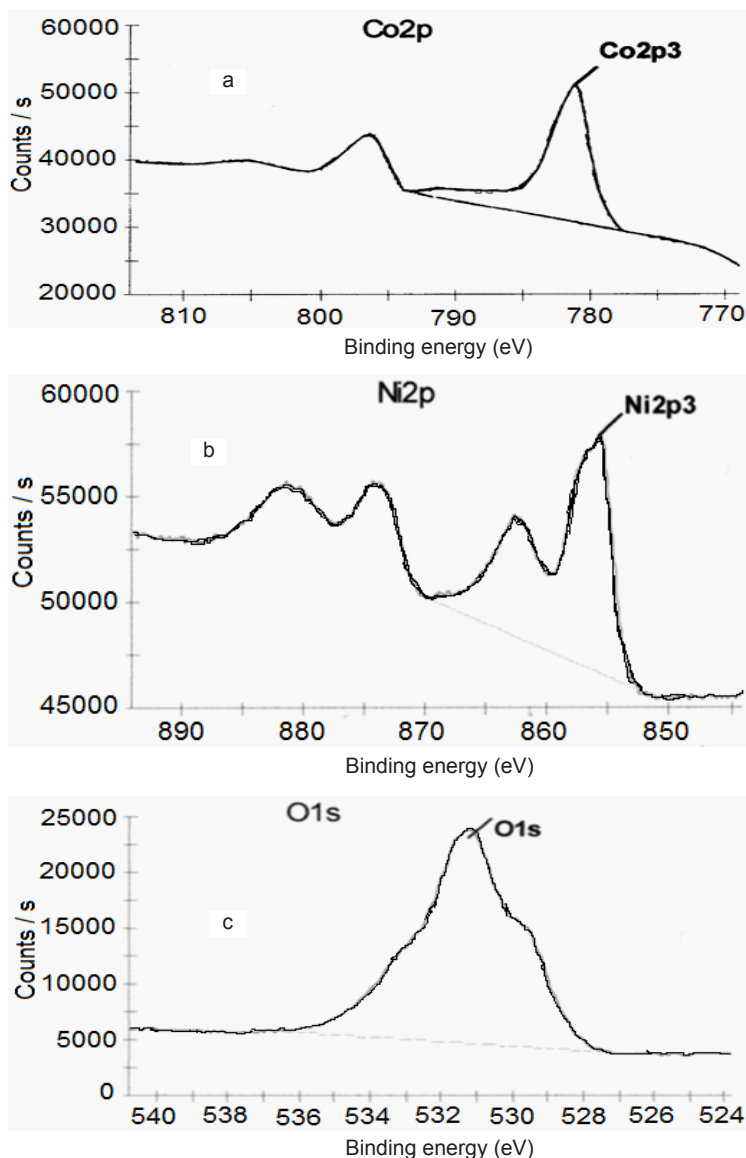 Co2p
a
Co2p3
Counts / s
60000
50000
40000
30000
20000
810 800 790 780 770
Binding energy (eV)
Ni2p
b
Ni2p3
Counts / s
60000
55000
50000
45000
890 880 870 860 850
Binding energy (eV)
O1s
c
O1s
Counts / s
25000
20000
15000
10000
5000
0
540 538 536 534 532 530 528 526 524
Binding energy (eV)